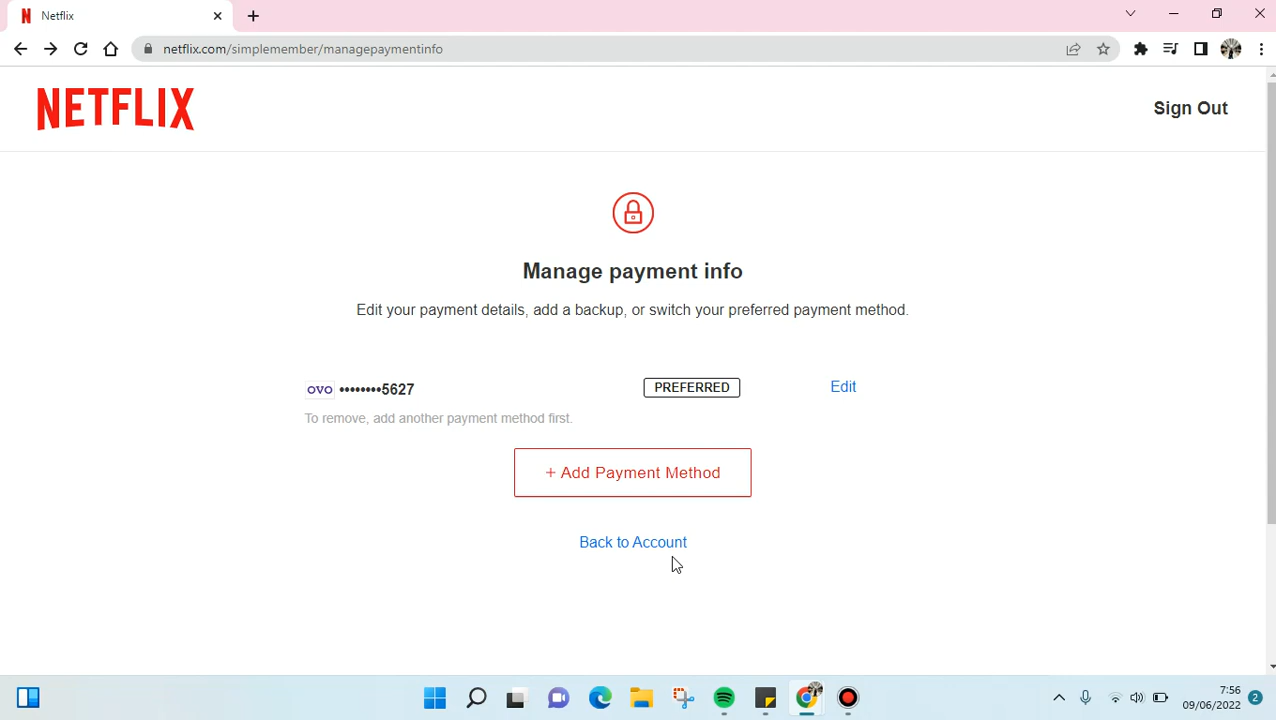 Netflix
netflix.com/simplemember/managepaymentinfo
NETFLIX
Sign Out
Manage payment info
Edit your payment details, add a backup, or switch your preferred payment method.
OVO ••••••••5627 PREFERRED Edit
To remove, add another payment method first.
+ Add Payment Method
Back to Account
7:56
09/06/2022 2